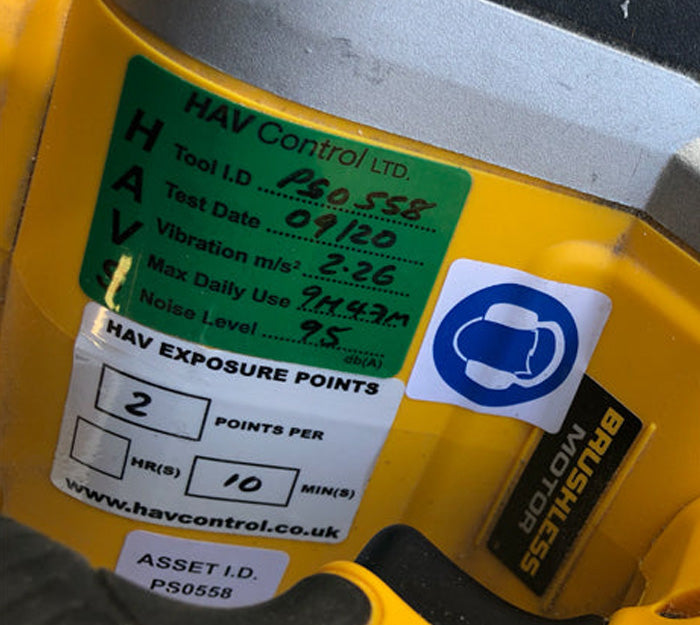 HAV Control LTD.
HAVS
Tool I.D PS0558
Test Date 09/20
Vibration m/s² 2.26
Max Daily Use 9H47M
Noise Level 95
db(A)
HAV EXPOSURE POINTS
2 POINTS PER
HR(S) 10 MIN(S)
www.havcontrol.co.uk
ASSET I.D.
PS0558
BRUSHLESS
MOTOR